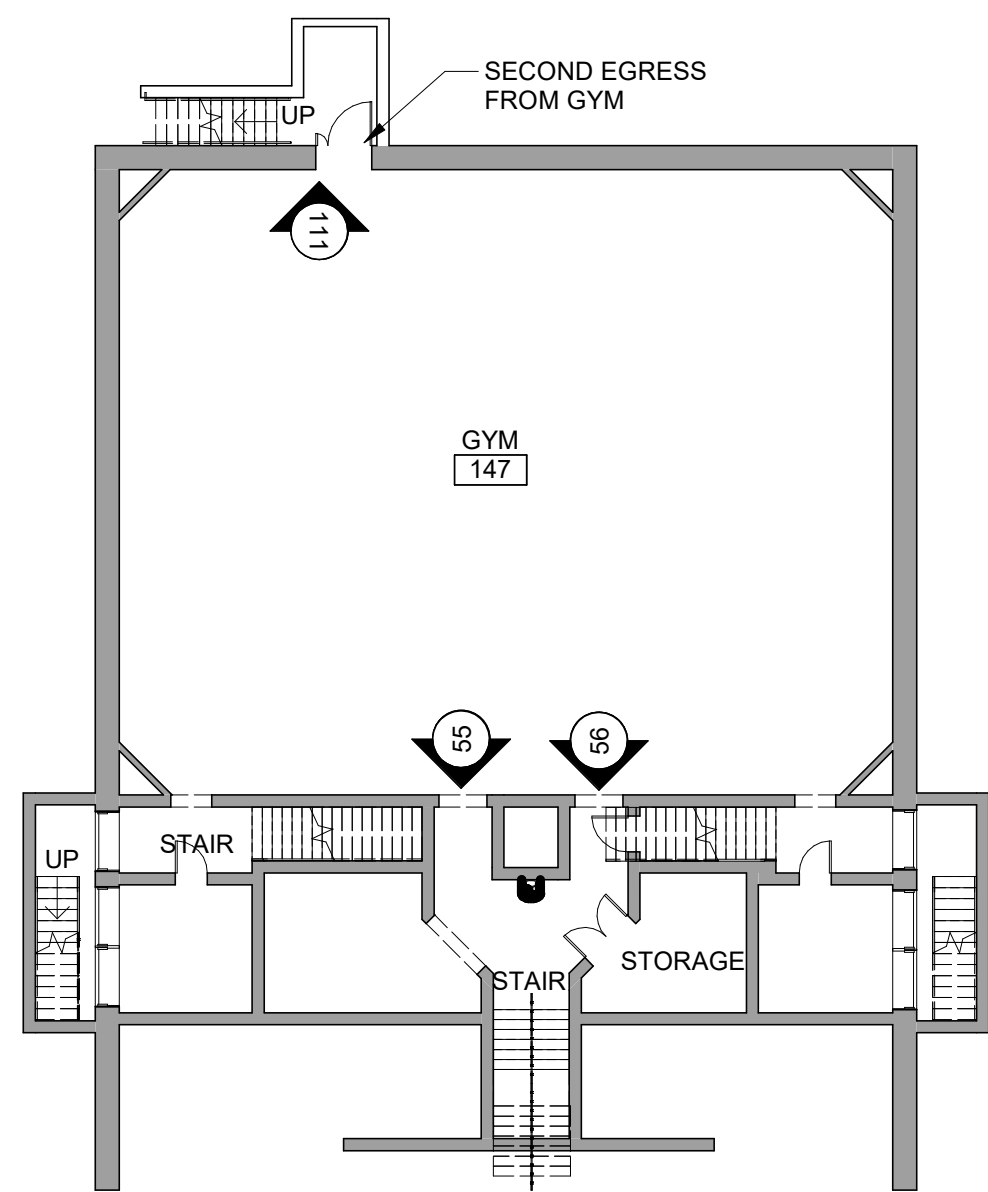 SECOND EGRESS
FROM GYM
UP
111
GYM
147
55
56
STAIR
UP
STORAGE
STAIR